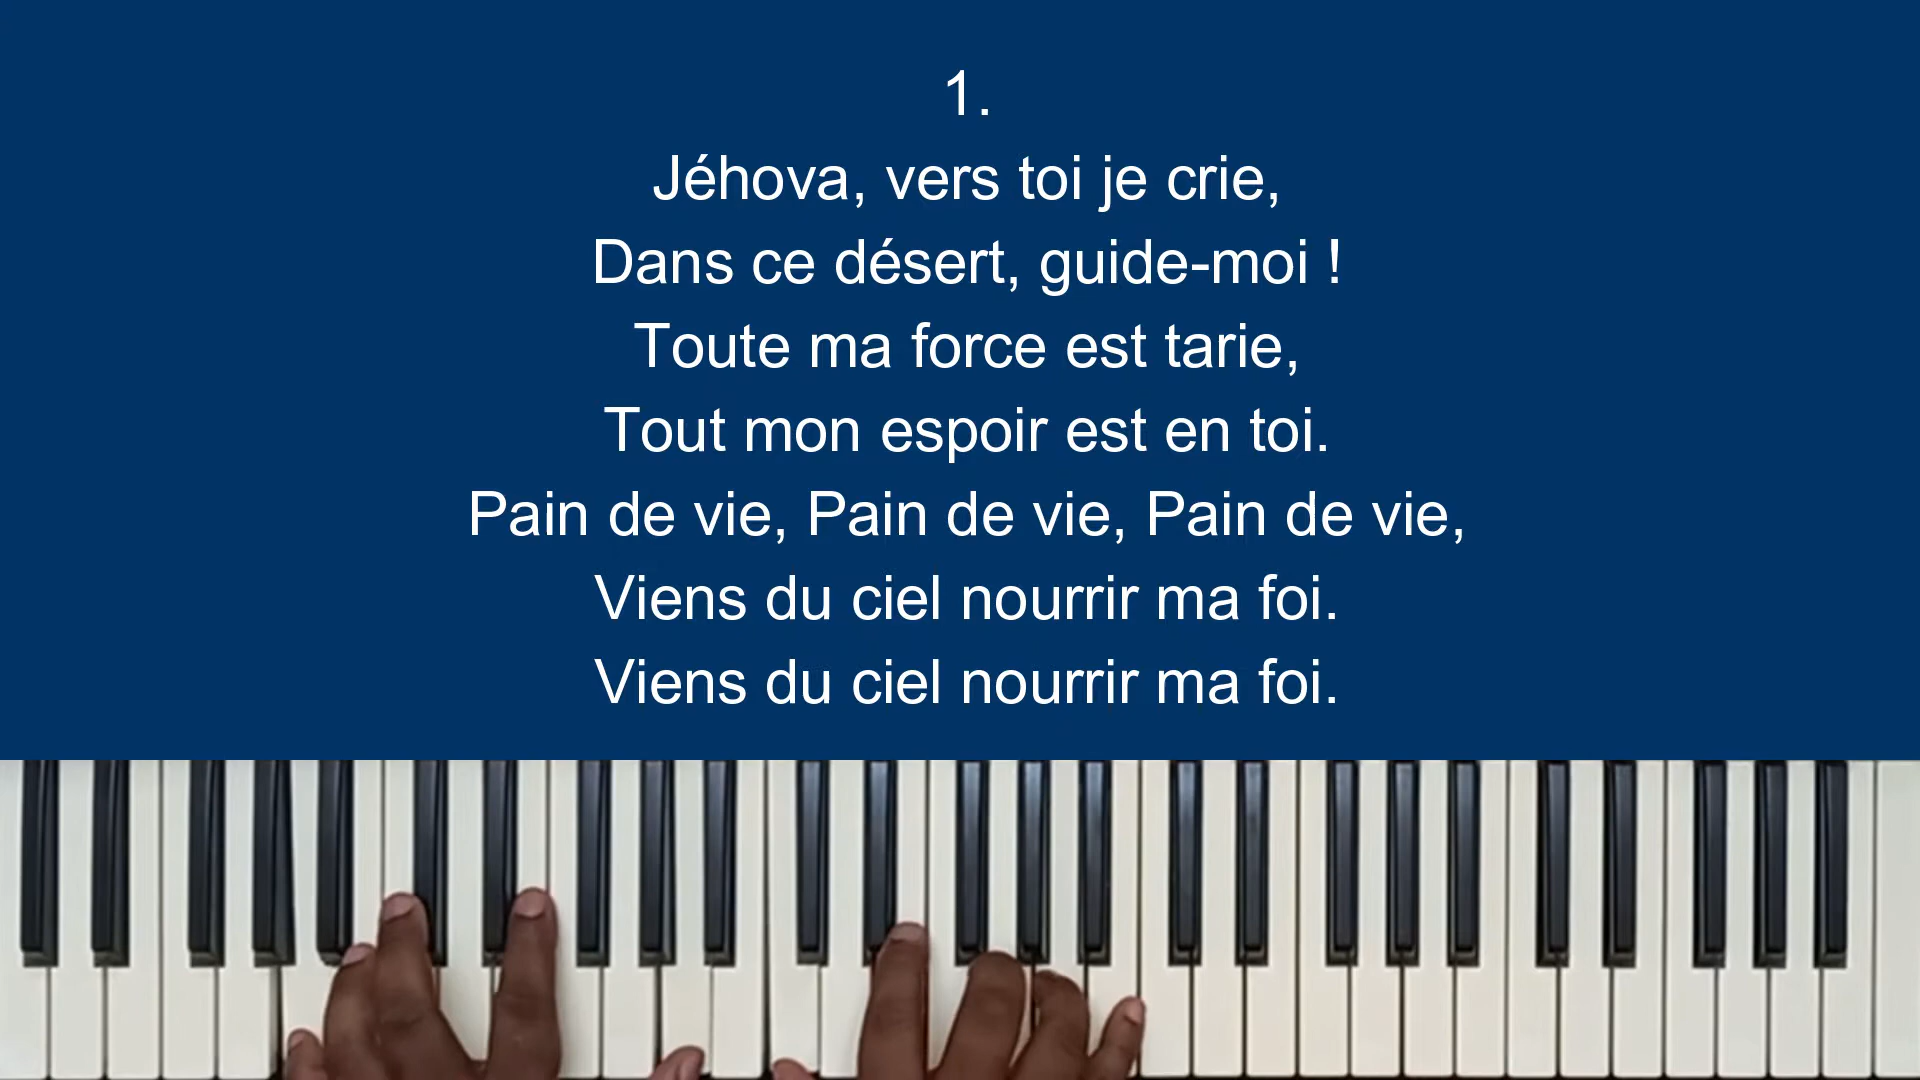 1.
Jéhova, vers toi je crie,
Dans ce désert, guide-moi !
Toute ma force est tarie,
Tout mon espoir est en toi.
Pain de vie, Pain de vie, Pain de vie,
Viens du ciel nourrir ma foi.
Viens du ciel nourrir ma foi.